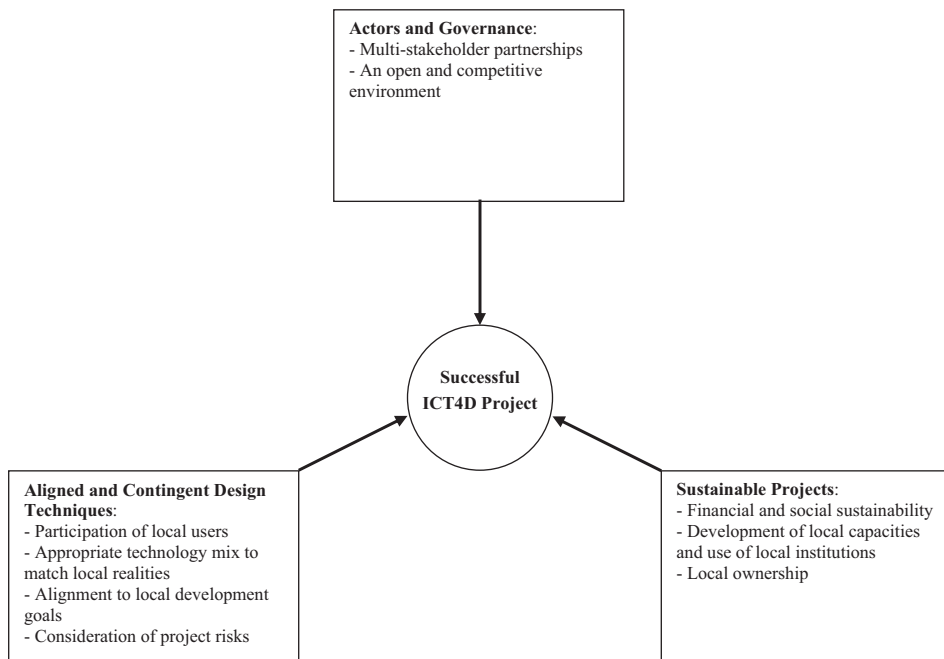 Actors and Governance:
- Multi-stakeholder partnerships
- An open and competitive
environment
Successful
ICT4D Project
Aligned and Contingent Design
Techniques:
- Participation of local users
- Appropriate technology mix to
match local realities
- Alignment to local development
goals
- Consideration of project risks
Sustainable Projects:
- Financial and social sustainability
- Development of local capacities
and use of local institutions
- Local ownership